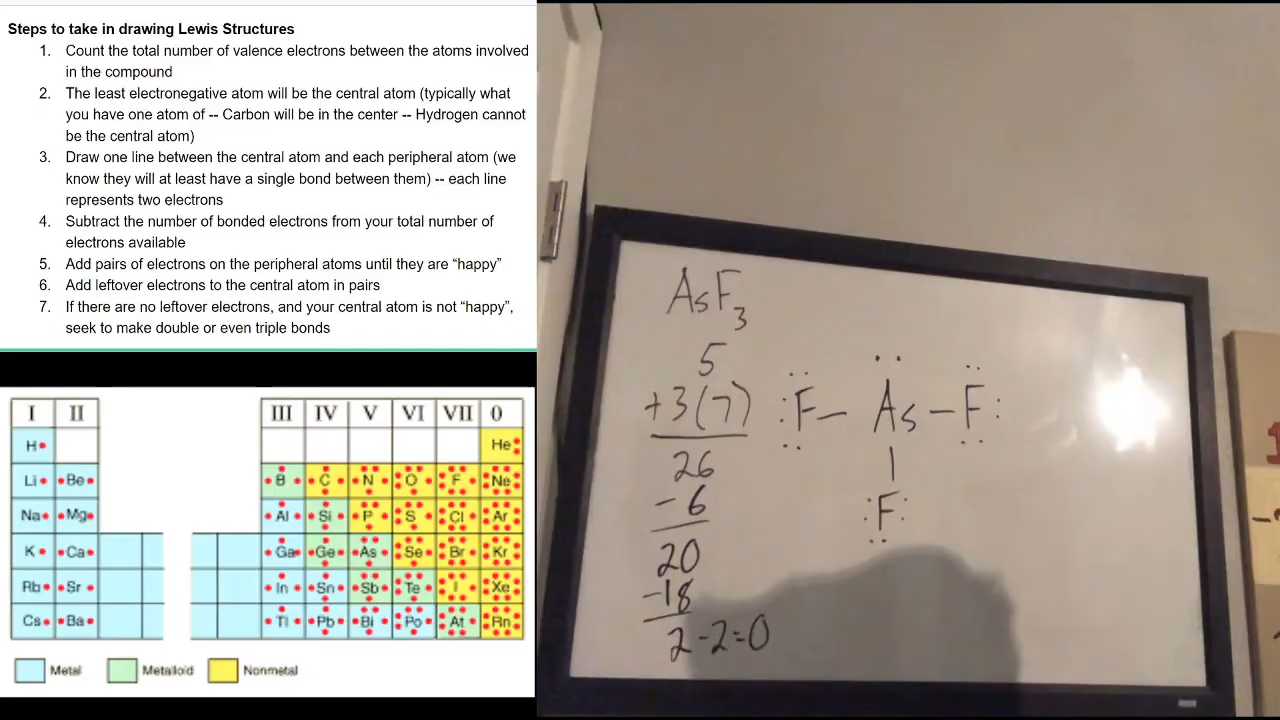 Steps to take in drawing Lewis Structures
1. Count the total number of valence electrons between the atoms involved
in the compound
2. The least electronegative atom will be the central atom (typically what
you have one atom of -- Carbon will be in the center -- Hydrogen cannot
be the central atom)
3. Draw one line between the central atom and each peripheral atom (we
know they will at least have a single bond between them) -- each line
represents two electrons
4. Subtract the number of bonded electrons from your total number of
electrons available
5. Add pairs of electrons on the peripheral atoms until they are “happy”
6. Add leftover electrons to the central atom in pairs
7. If there are no leftover electrons, and your central atom is not “happy”,
seek to make double or even triple bonds
I II III IV V VI VII 0
H He
Li Be B C N O F Ne
Na Mg Al Si P S Cl Ar
K Ca Ga Ge As Se Br Kr
Rb Sr In Sn Sb Te I Xe
Cs Ba Tl Pb Bi Po At Rn
Metal Metalloid Nonmetal
AsF3
5
+3(7)
26
-6
20
-18
2-2=0
F — As — F
|
F